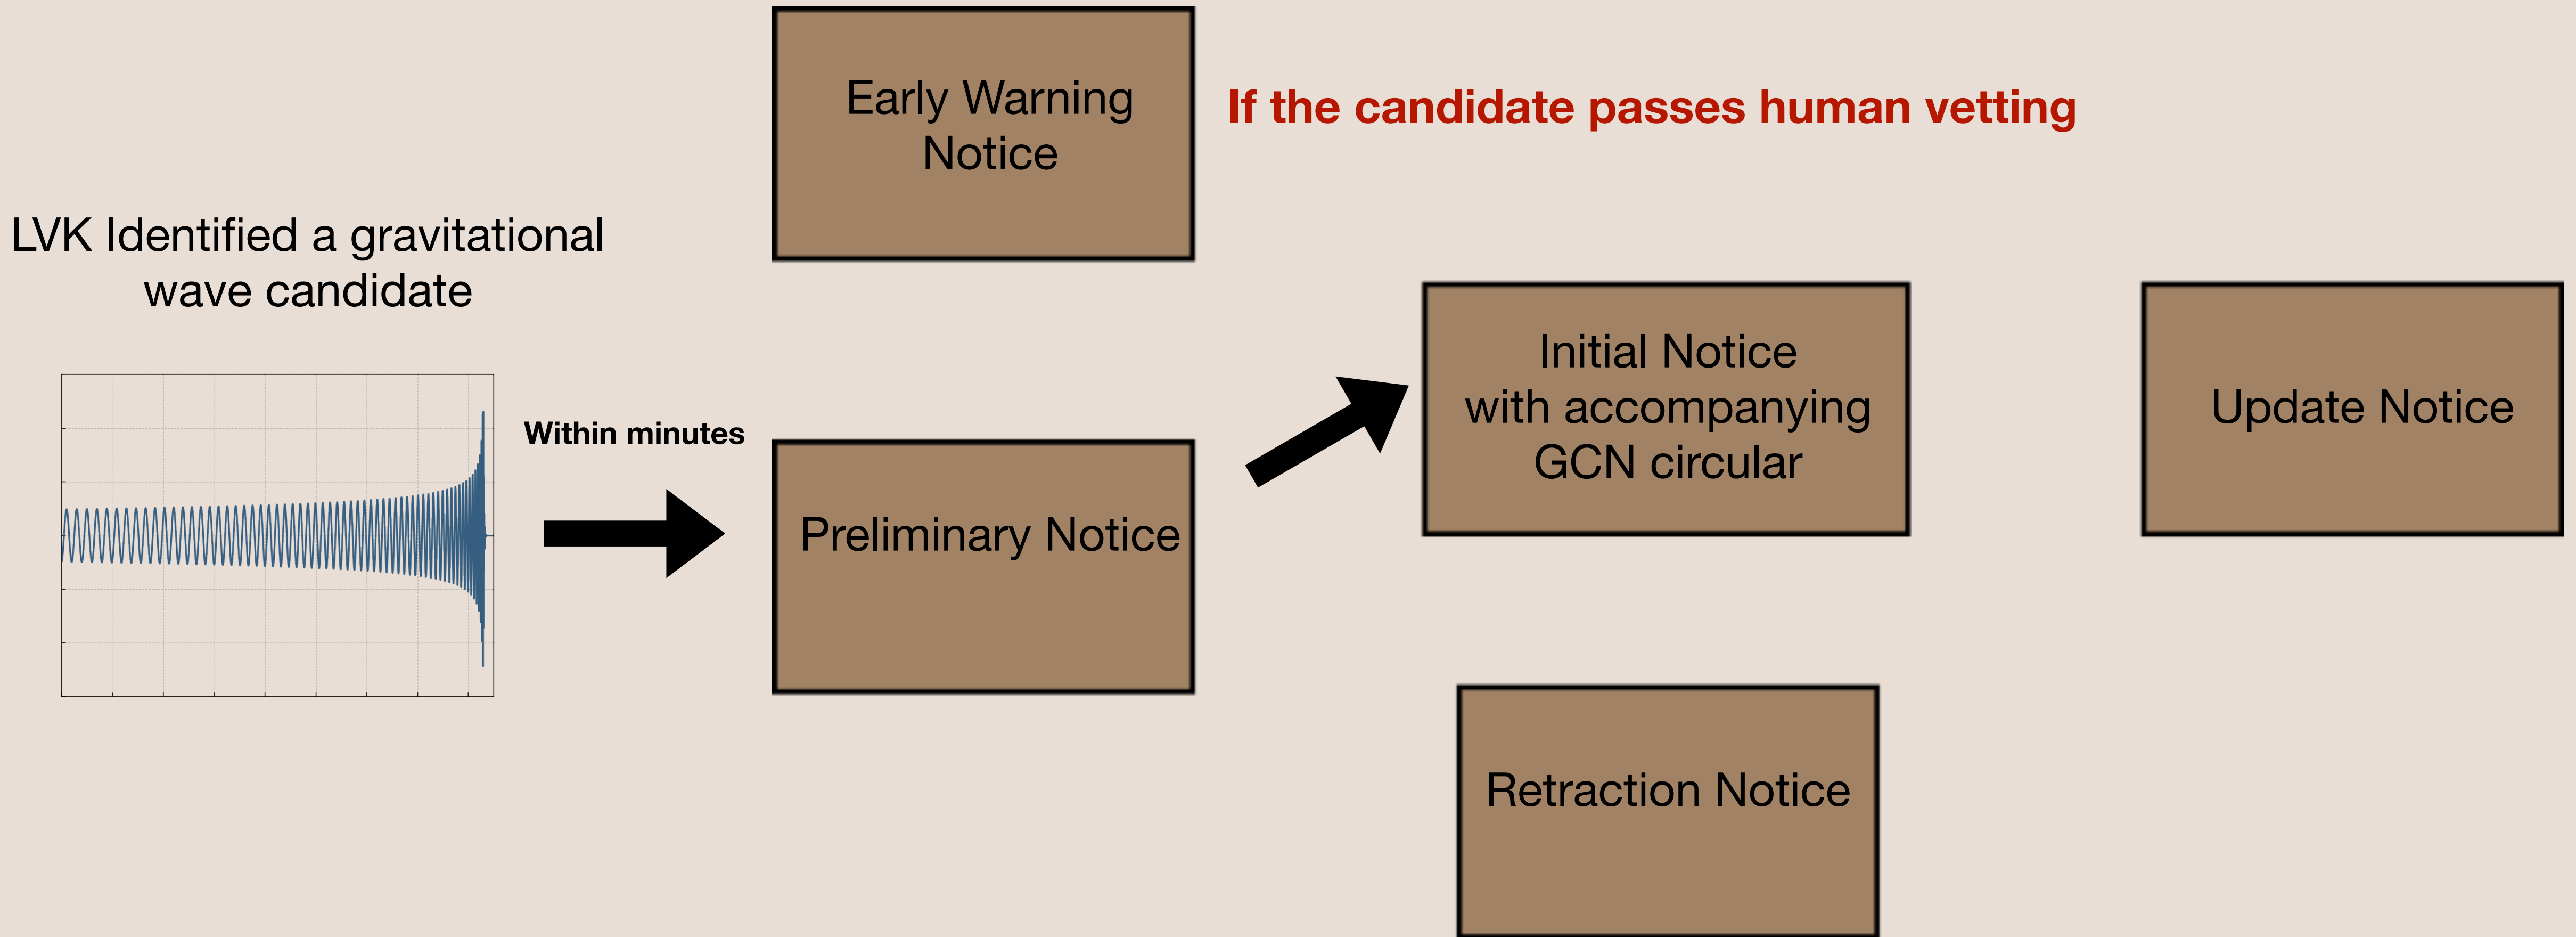 LVK Identified a gravitational
wave candidate
Within minutes
Early Warning
Notice
Preliminary Notice
If the candidate passes human vetting
Initial Notice
with accompanying
GCN circular
Retraction Notice
Update Notice